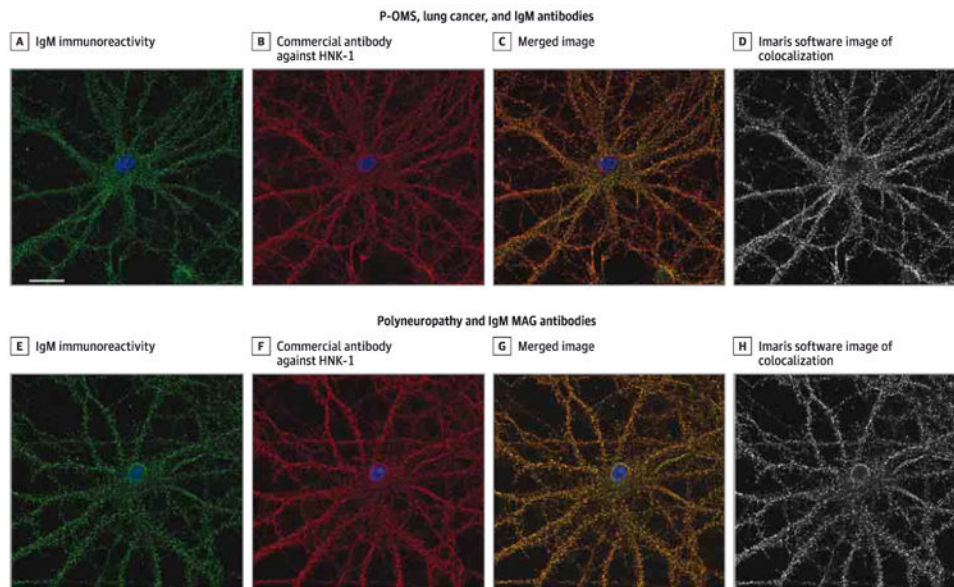 P-OMS, lung cancer, and IgM antibodies
A IgM immunoreactivity
B Commercial antibody
against HNK-1
C Merged image
D Imaris software image of
colocalization
Polyneuropathy and IgM MAG antibodies
E IgM immunoreactivity
F Commercial antibody
against HNK-1
G Merged image
H Imaris software image of
colocalization